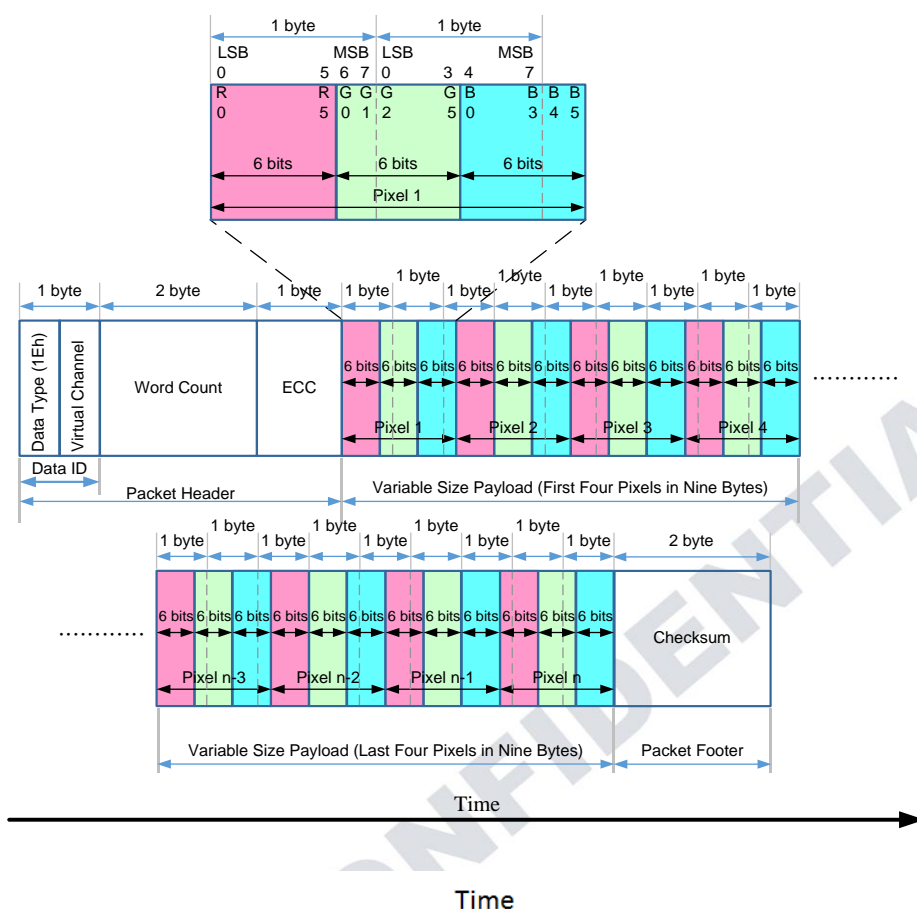 1 byte 1 byte
LSB MSB LSB MSB
0 5 6 7 0 3 4 7
R R G G G G B B B B
0 5 0 1 2 5 0 3 4 5
6 bits 6 bits 6 bits
Pixel 1
1 byte 1 byte 1 byte 1 byte
1 byte 2 byte 1 byte 1 byte 1 byte 1 byte 1 byte 1 byte
Data Type (1Eh)
Virtual Channel
Word Count
ECC
6 bits 6 bits 6 bits 6 bits 6 bits 6 bits 6 bits 6 bits 6 bits 6 bits 6 bits 6 bits
Pixel 1 Pixel 2 Pixel 3 Pixel 4
Data ID
Packet Header
Variable Size Payload (First Four Pixels in Nine Bytes)
1 byte 1 byte 1 byte 1 byte
1 byte 1 byte 1 byte 1 byte 1 byte 2 byte
6 bits 6 bits 6 bits 6 bits 6 bits 6 bits 6 bits 6 bits 6 bits 6 bits 6 bits 6 bits
Checksum
Pixel n-3 Pixel n-2 Pixel n-1 Pixel n
Variable Size Payload (Last Four Pixels in Nine Bytes)
Packet Footer
Time
Time